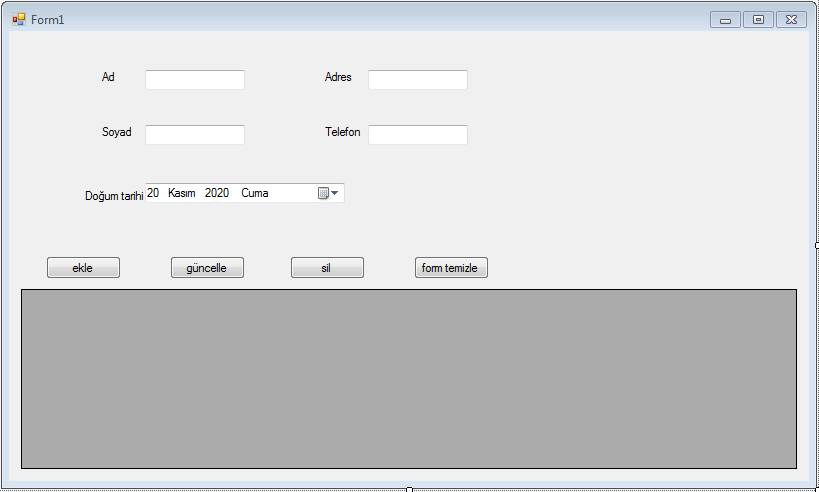 Form1
Ad
Adres
Soyad
Telefon
Doğum tarihi 20 Kasım 2020 Cuma
ekle güncelle sil form temizle